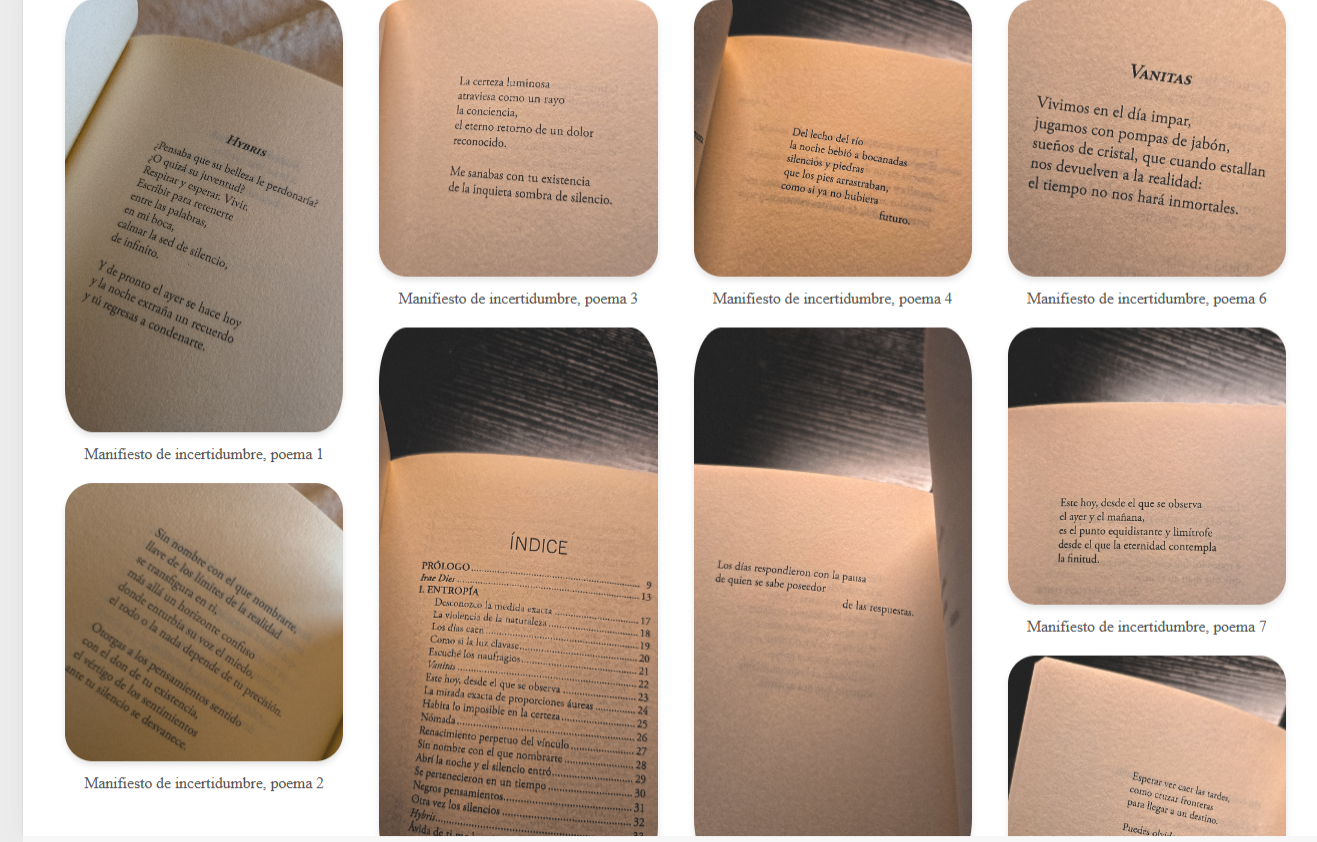 HYBRIS
¿Pensaba que su belleza le perdonaría?
¿O quizá su juventud?
Respirar y esperar. Vivir.
Escribir para retenerte
entre las palabras,
en mi boca,
calmar la sed de silencio,
de infinito.
Y de pronto el ayer se hace hoy
y la noche extraña un recuerdo
y tú regresas a condenarte.
Manifiesto de incertidumbre, poema 1
Sin nombre con el que nombrarte,
llave de los límites de la realidad
se transfigura en ti,
más allá un horizonte confuso
donde enturbia su voz el miedo,
el todo o la nada depende de tu precisión.
Otorgas a los pensamientos sentido
con el don de tu existencia,
el vértigo de los sentimientos
ante tu silencio se desvanece.
Manifiesto de incertidumbre, poema 2
La certeza luminosa
atraviesa como un rayo
la conciencia,
el eterno retorno de un dolor
reconocido.
Me sanabas con tu existencia
de la inquieta sombra de silencio.
Manifiesto de incertidumbre, poema 3
ÍNDICE
PRÓLOGO 9
Irae Dies 13
I. ENTROPÍA
Desconozco la medida exacta 17
La violencia de la naturaleza 18
Los días caen 19
Como si la luz clavase 20
Escuché los naufragios 21
Vanitas 22
Este hoy, desde el que se observa 23
La mirada exacta de proporciones áureas 24
Habita lo imposible en la certeza 25
Nómada 26
Renacimiento perpetuo del vínculo 27
Sin nombre con el que nombrarte 28
Abrí la noche y el silencio entró 29
Se pertenecieron en un tiempo 30
Negros pensamientos 31
Otra vez los silencios 32
Hybris 33
Ávida de ti
Del lecho del río
la noche bebió a bocanadas
silencios y piedras
que los pies arrastraban,
como si ya no hubiera
futuro.
Manifiesto de incertidumbre, poema 4
Los días respondieron con la pausa
de quien se sabe poseedor
de las respuestas.
VANITAS
Vivimos en el día impar,
jugamos con pompas de jabón,
sueños de cristal, que cuando estallan
nos devuelven a la realidad:
el tiempo no nos hará inmortales.
Manifiesto de incertidumbre, poema 6
Este hoy, desde el que se observa
el ayer y el mañana,
es el punto equidistante y limítrofe
desde el que la eternidad contempla
la finitud.
Manifiesto de incertidumbre, poema 7
Esperar ver caer las tardes,
como cruzar fronteras
para llegar a un destino.
Puedes